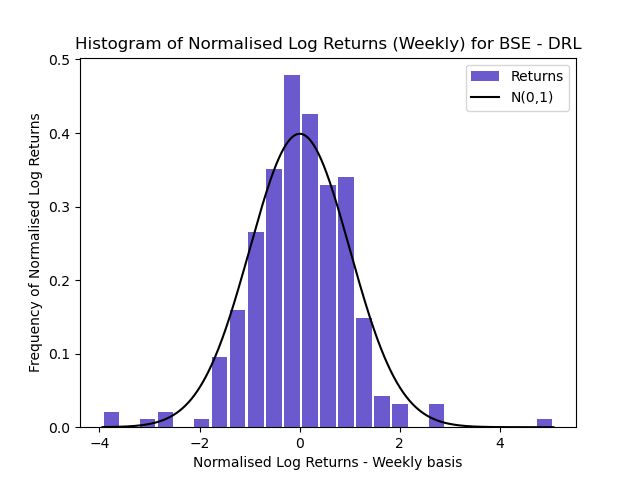 Histogram of Normalised Log Returns (Weekly) for BSE - DRL
Returns
N(0,1)
Frequency of Normalised Log Returns
0.5
0.4
0.3
0.2
0.1
0.0
−4 −2 0 2 4
Normalised Log Returns - Weekly basis